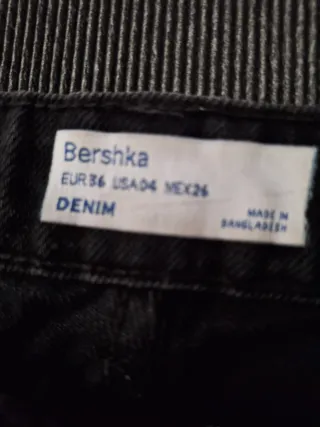 Bershka
EUR36 USA04 MEX26
DENIM
MADE IN
BANGLADESH